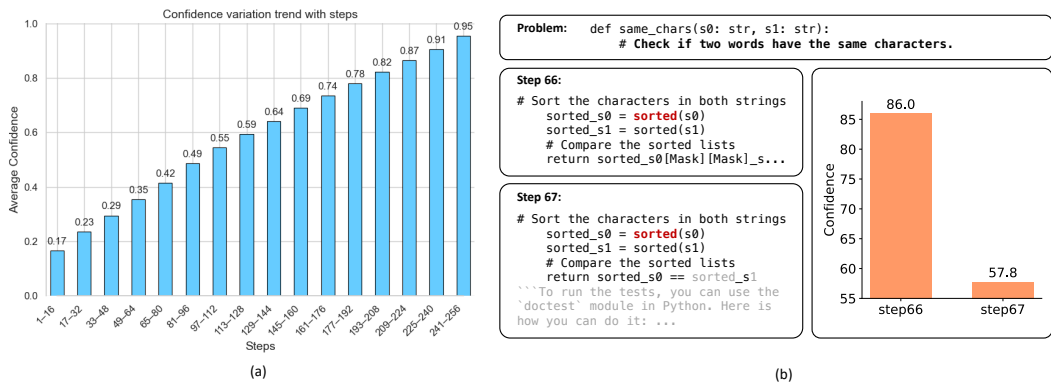 Confidence variation trend with steps
Average Confidence
1.0
0.8
0.6
0.4
0.2
0.0
0.17
0.23
0.29
0.35
0.42
0.49
0.55
0.59
0.64
0.69
0.74
0.78
0.82
0.87
0.91
0.95
1–16
17–32
33–48
49–64
65–80
81–96
97–112
113–128
129–144
145–160
161–176
177–192
193–208
209–224
225–240
241–256
Steps
(a)
Problem: def same_chars(s0: str, s1: str):
# Check if two words have the same characters.
Step 66:
# Sort the characters in both strings
sorted_s0 = sorted(s0)
sorted_s1 = sorted(s1)
# Compare the sorted lists
return sorted_s0[Mask][Mask]_s...
Step 67:
# Sort the characters in both strings
sorted_s0 = sorted(s0)
sorted_s1 = sorted(s1)
# Compare the sorted lists
return sorted_s0 == sorted_s1
```To run the tests, you can use the
`doctest` module in Python. Here is
how you can do it: ...
Confidence
85
80
75
70
65
60
55
86.0
57.8
step66
step67
(b)